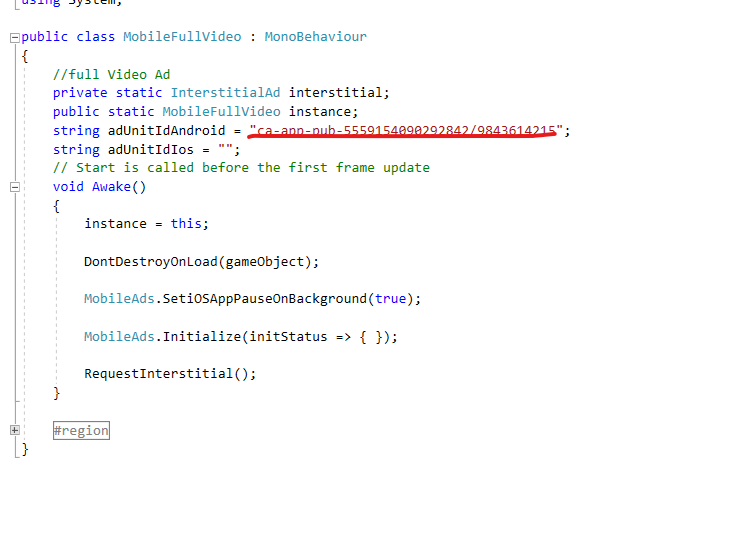 using System;
public class MobileFullVideo : MonoBehaviour
{
//full Video Ad
private static InterstitialAd interstitial;
public static MobileFullVideo instance;
string adUnitIdAndroid = "ca-app-pub-5559154090292842/9843614215";
string adUnitIdIos = "";
// Start is called before the first frame update
void Awake()
{
instance = this;
DontDestroyOnLoad(gameObject);
MobileAds.SetiOSAppPauseOnBackground(true);
MobileAds.Initialize(initStatus => { });
RequestInterstitial();
}
#region
}